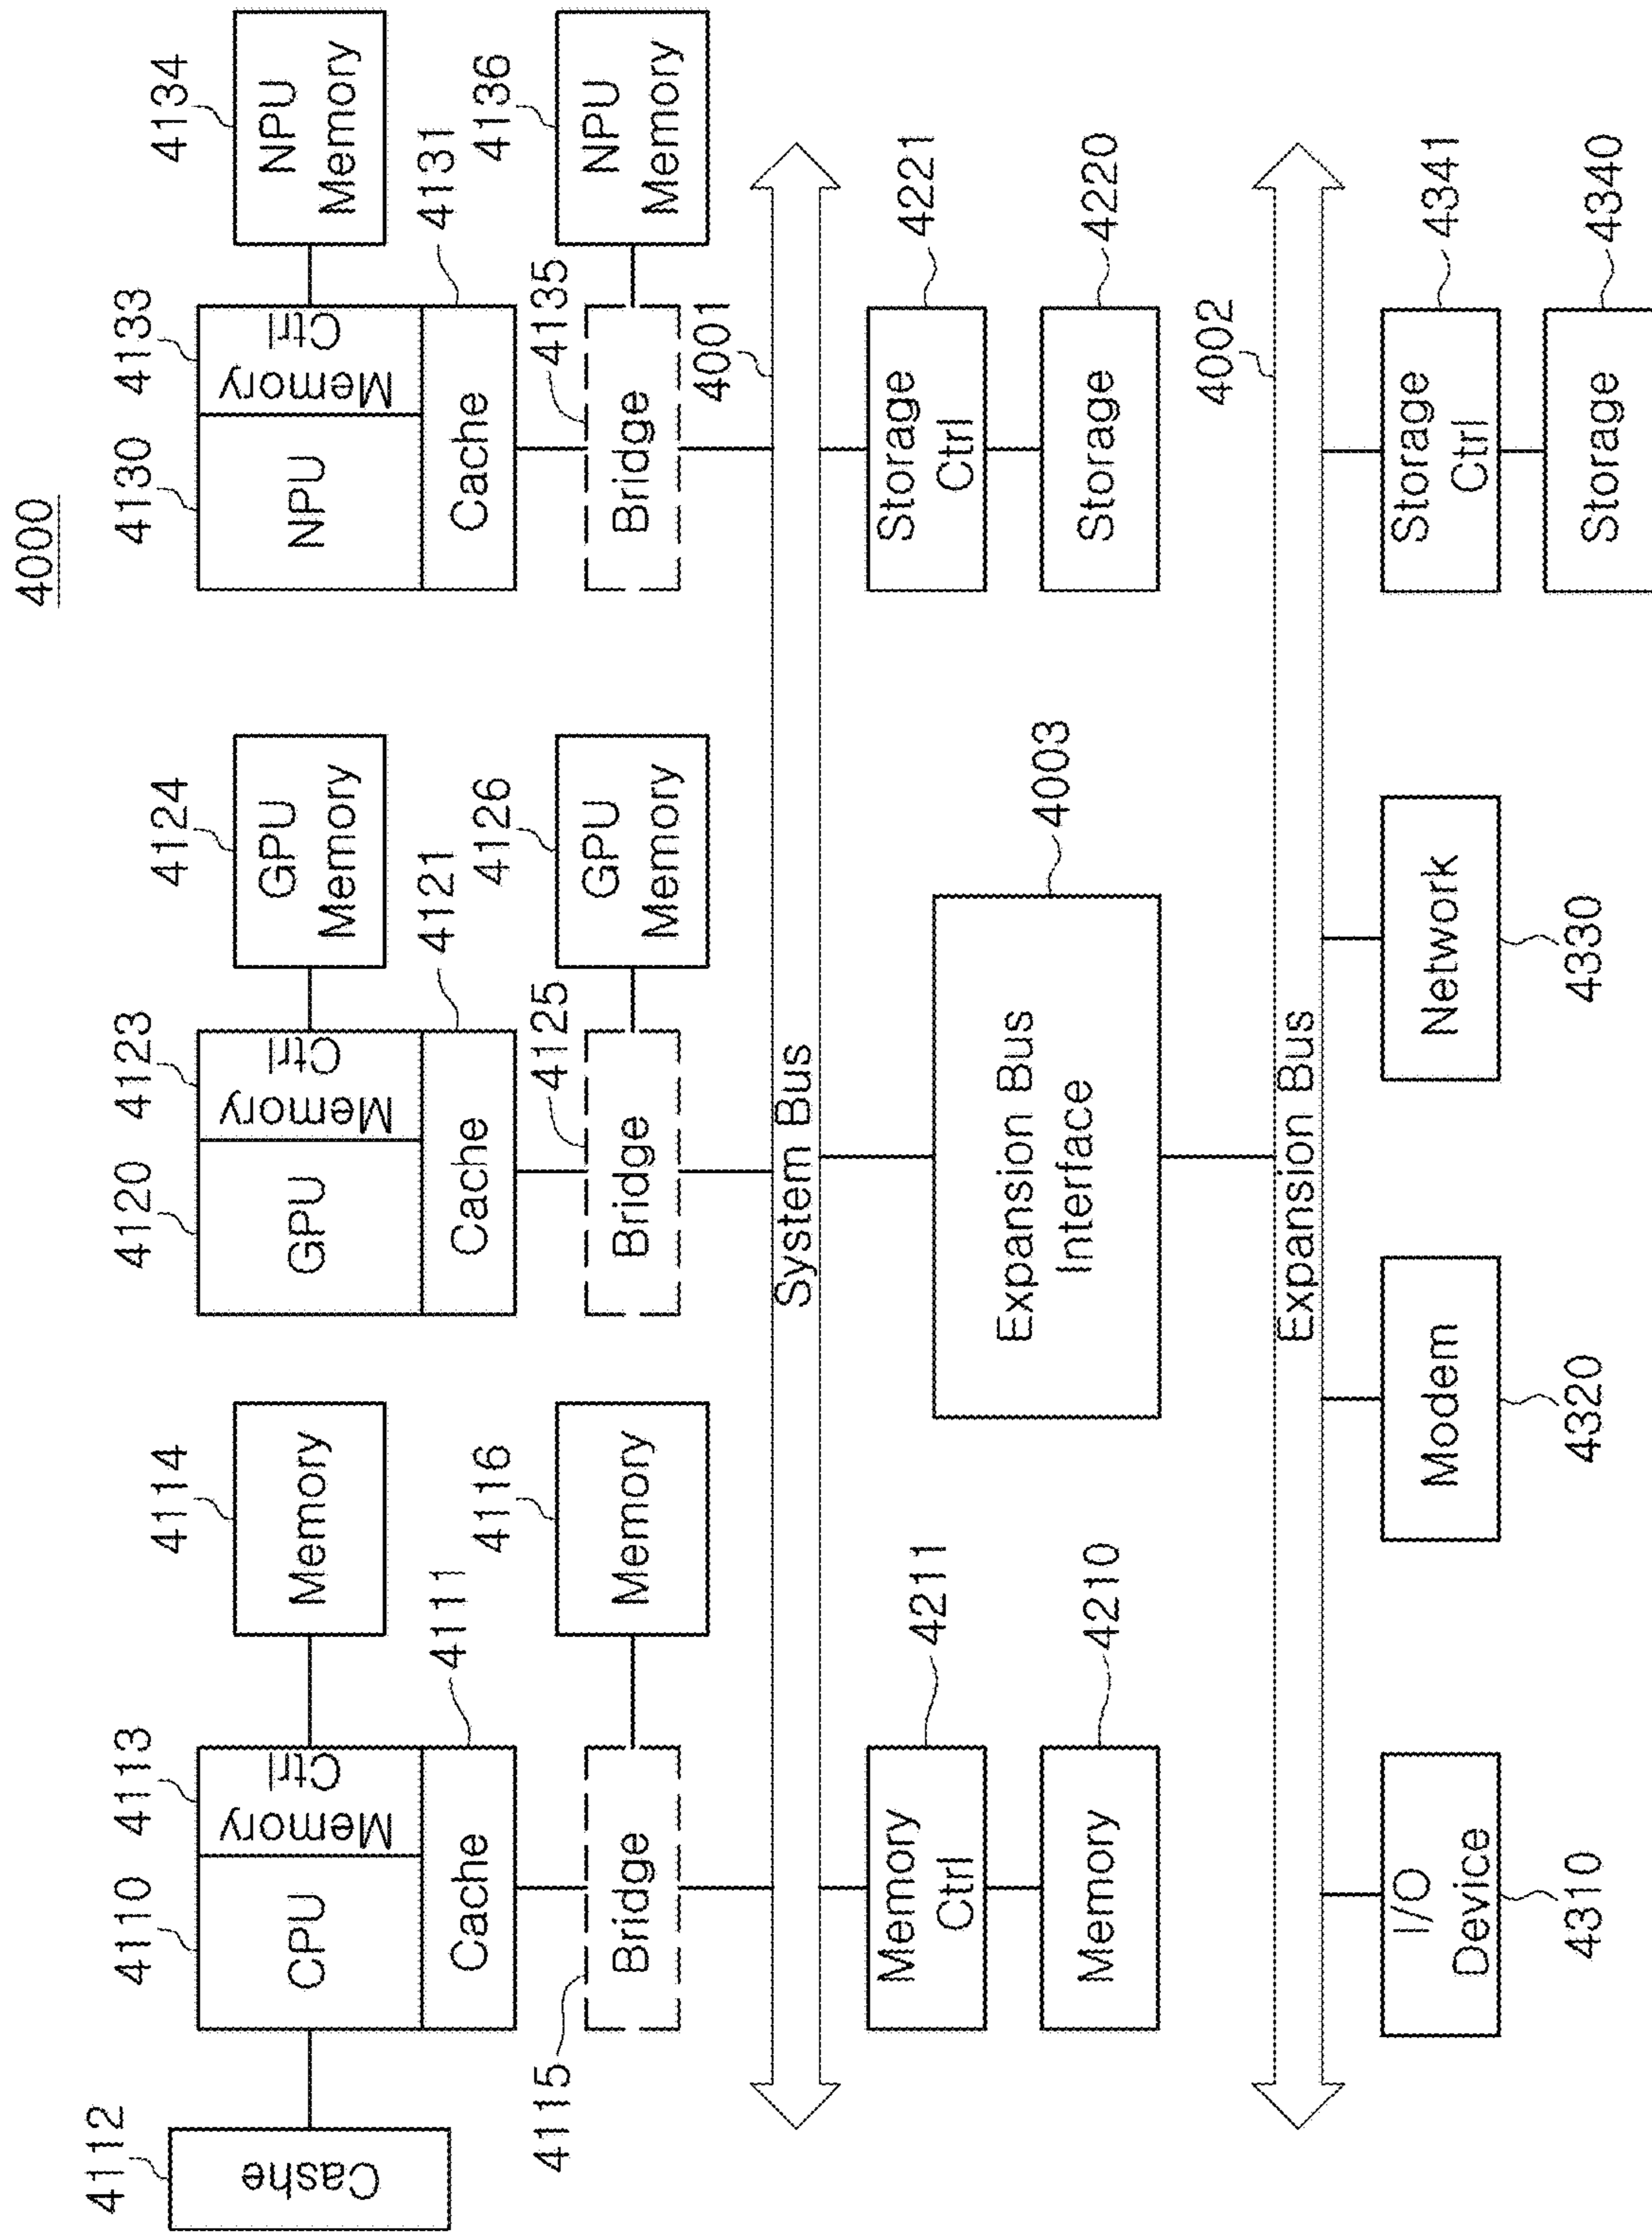 4000
4112
Cashe
4110
4113
CPU
Memory
Ctrl
Cache
4111
4114
Memory
4115
Bridge
4116
Memory
4120
4123
GPU
Memory
Ctrl
Cache
4121
4124
GPU
Memory
4125
Bridge
4126
GPU
Memory
4130
4133
NPU
Memory
Ctrl
Cache
4131
4134
NPU
Memory
4135
Bridge
4136
NPU
Memory
4001
System Bus
Memory
Ctrl
4211
Memory
4210
Expansion Bus
Interface
4003
Storage
Ctrl
4221
Storage
4220
4002
Expansion Bus
I/O
Device
4310
Modem
4320
Network
4330
Storage
Ctrl
4341
Storage
4340